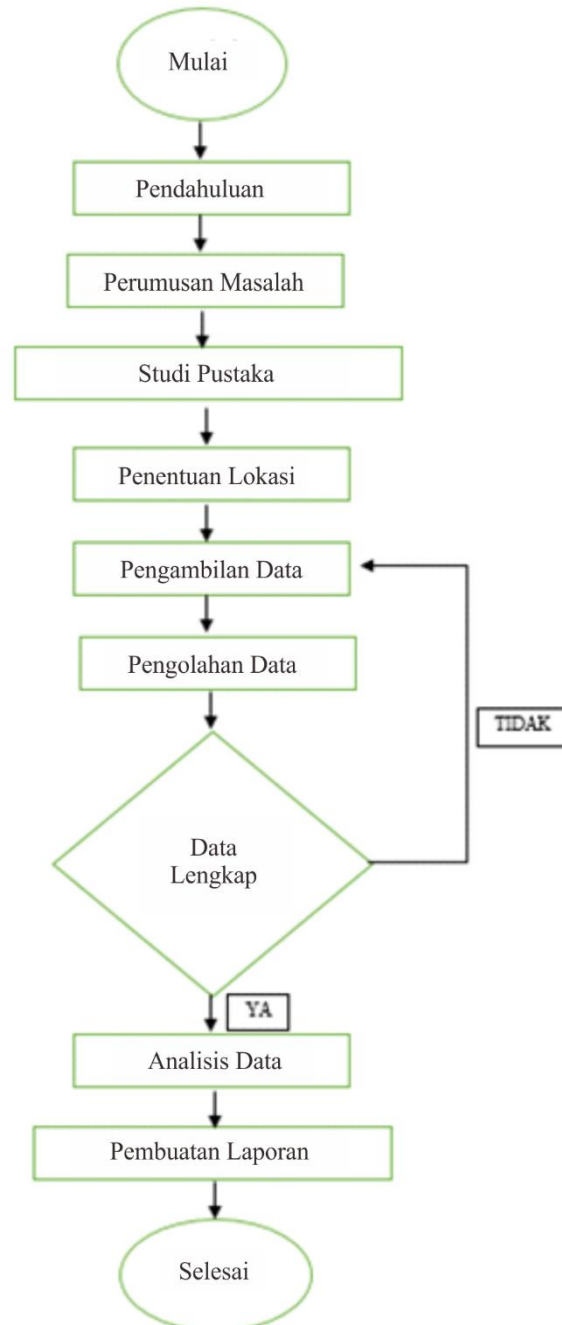 Mulai
Pendahuluan
Perumusan Masalah
Studi Pustaka
Penentuan Lokasi
Pengambilan Data
Pengolahan Data
TIDAK
Data
Lengkap
YA
Analisis Data
Pembuatan Laporan
Selesai